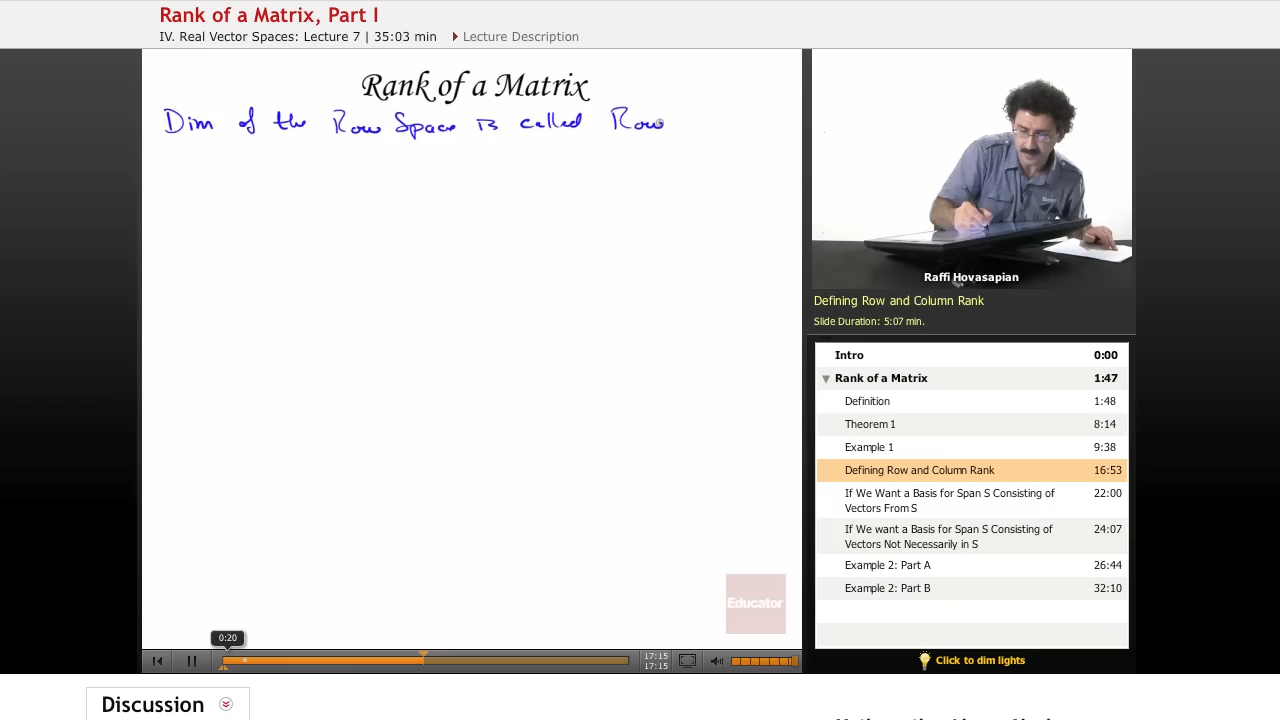 Rank of a Matrix, Part I
IV. Real Vector Spaces: Lecture 7 | 35:03 min Lecture Description
Rank of a Matrix
Dim of the Row Space is called Row
Educator
0:20
17:15
17:15
Raffi Hovasapian
Defining Row and Column Rank
Slide Duration: 5:07 min.
Intro 0:00
Rank of a Matrix 1:47
Definition 1:48
Theorem 1 8:14
Example 1 9:38
Defining Row and Column Rank 16:53
If We Want a Basis for Span S Consisting of 22:00
Vectors From S
If We want a Basis for Span S Consisting of 24:07
Vectors Not Necessarily in S
Example 2: Part A 26:44
Example 2: Part B 32:10
Click to dim lights
Discussion